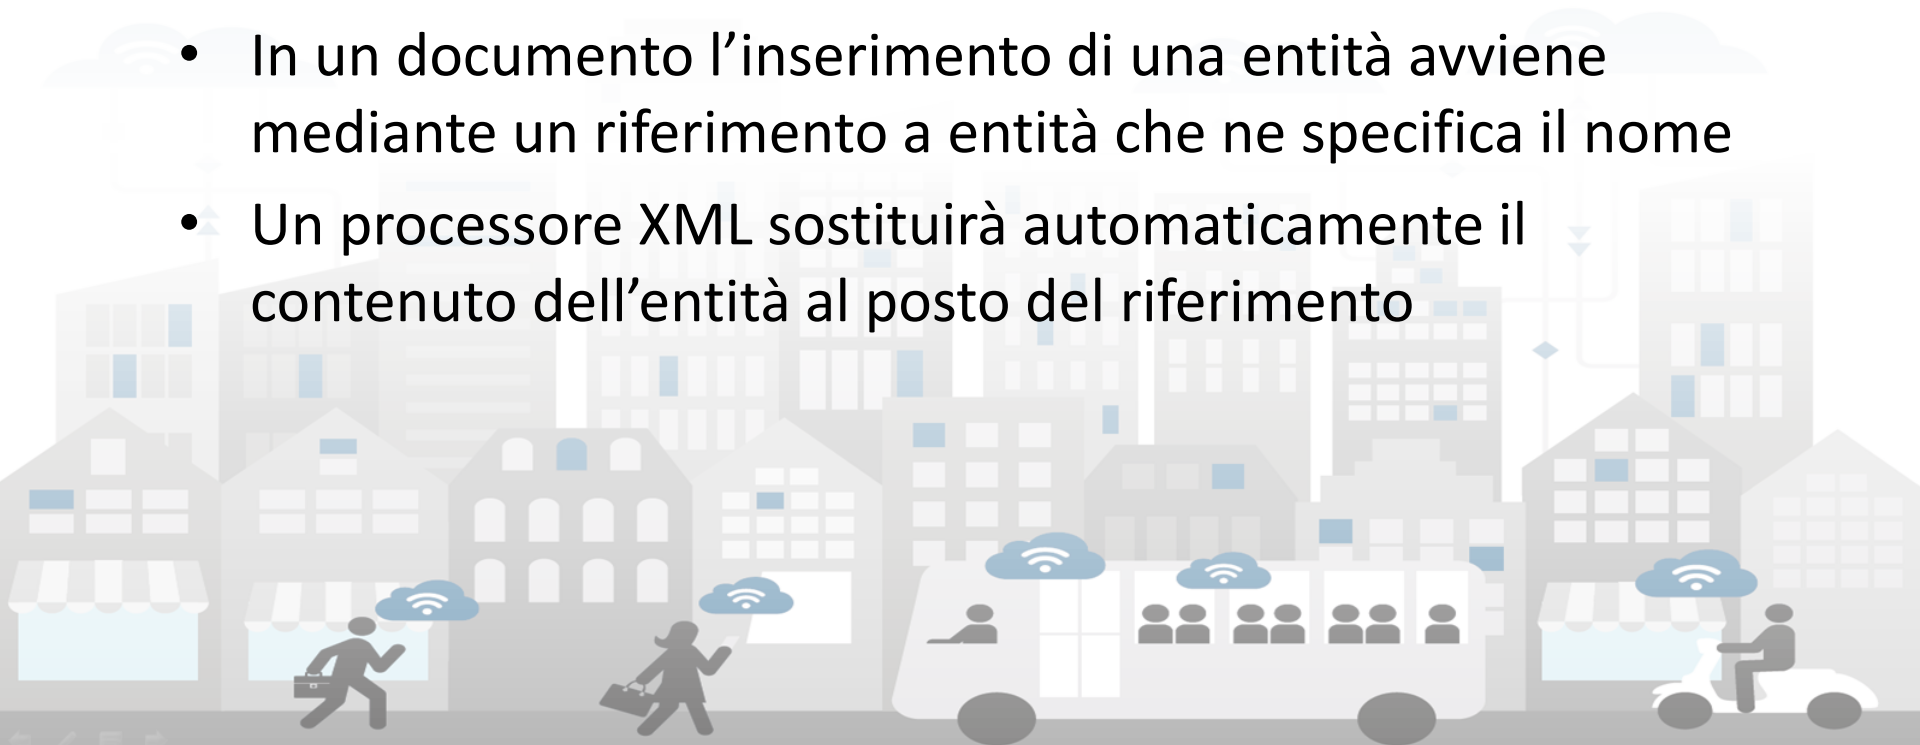 • In un documento l’inserimento di una entità avviene
mediante un riferimento a entità che ne specifica il nome
• Un processore XML sostituirà automaticamente il
contenuto dell’entità al posto del riferimento